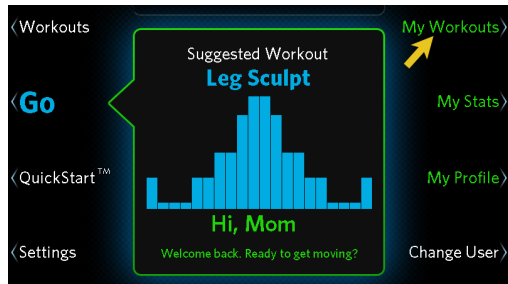 Workouts
Go
QuickStart™
Settings
Suggested Workout
Leg Sculpt
Hi, Mom
Welcome back. Ready to get moving?
My Workouts
My Stats
My Profile
Change User